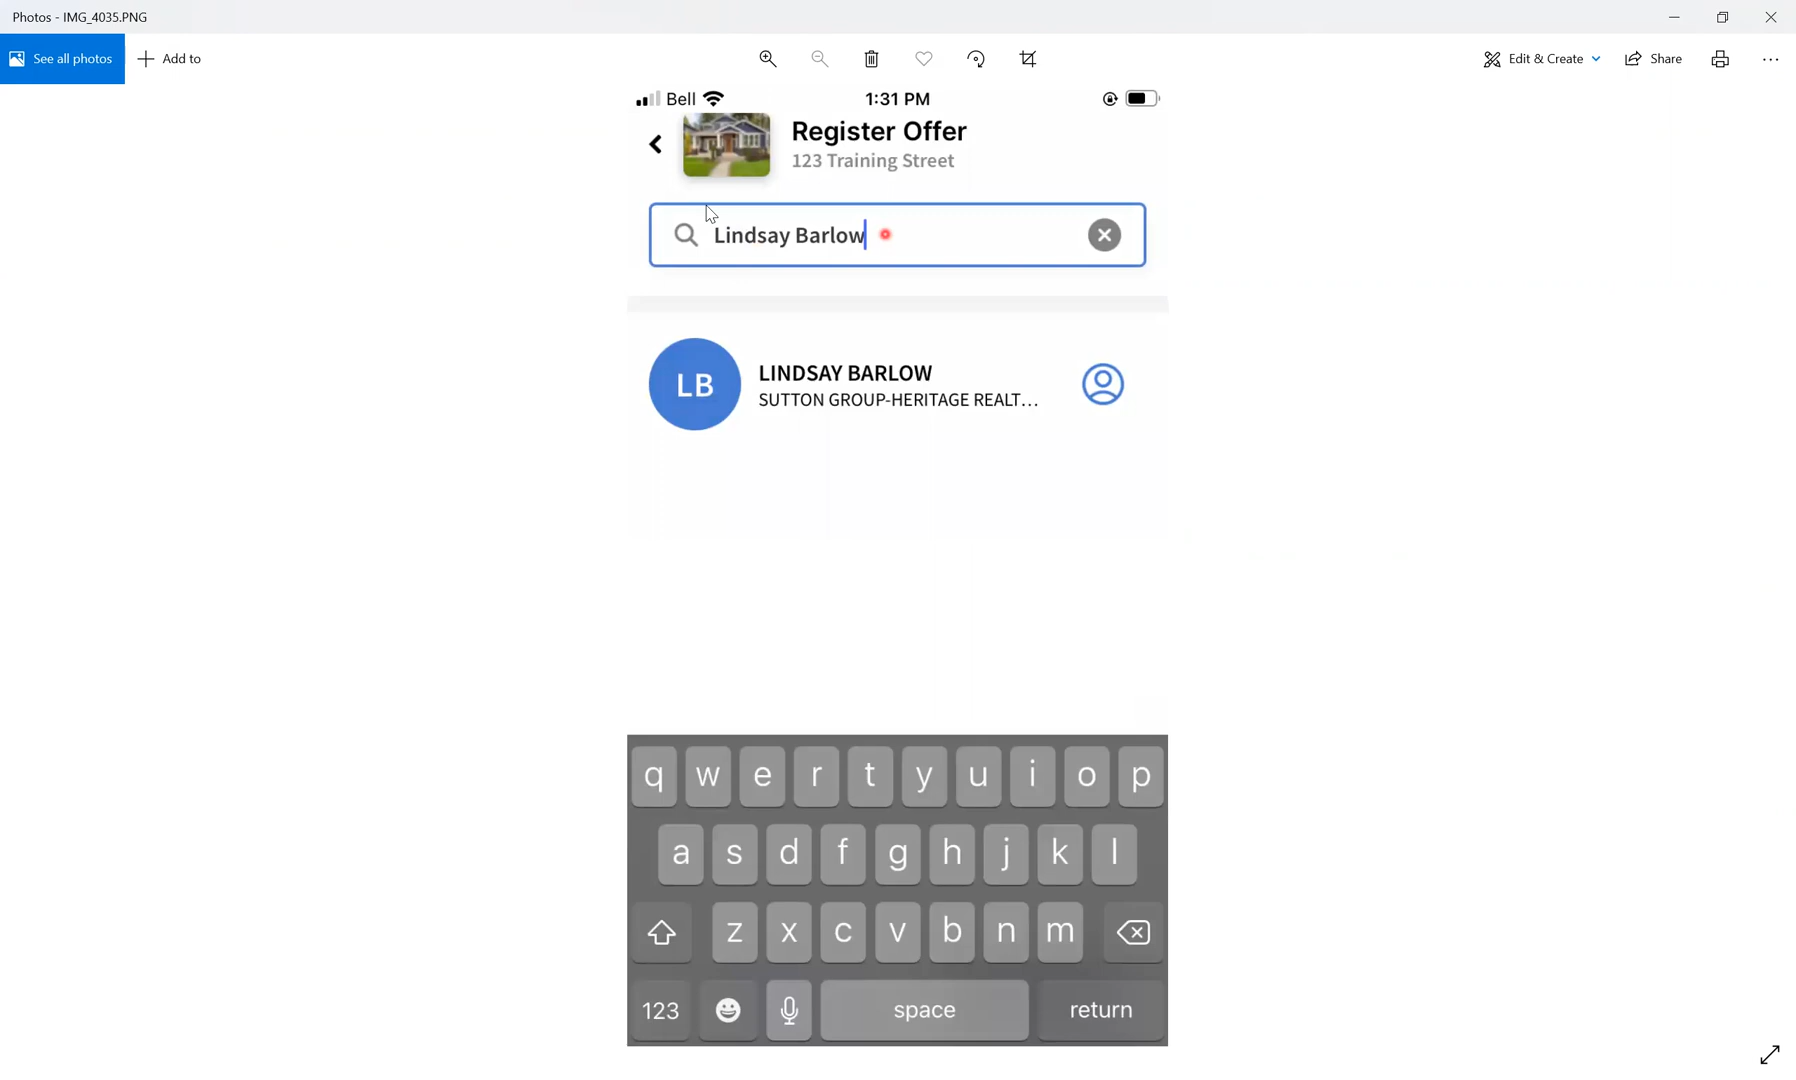 Photos - IMG_4035.PNG
See all photos
Add to
Edit & Create
Share
Bell
1:31 PM
Register Offer
123 Training Street
Lindsay Barlow
LB
LINDSAY BARLOW
SUTTON GROUP-HERITAGE REALT...
q w e r t y u i o p
a s d f g h j k l
z x c v b n m
123
space
return